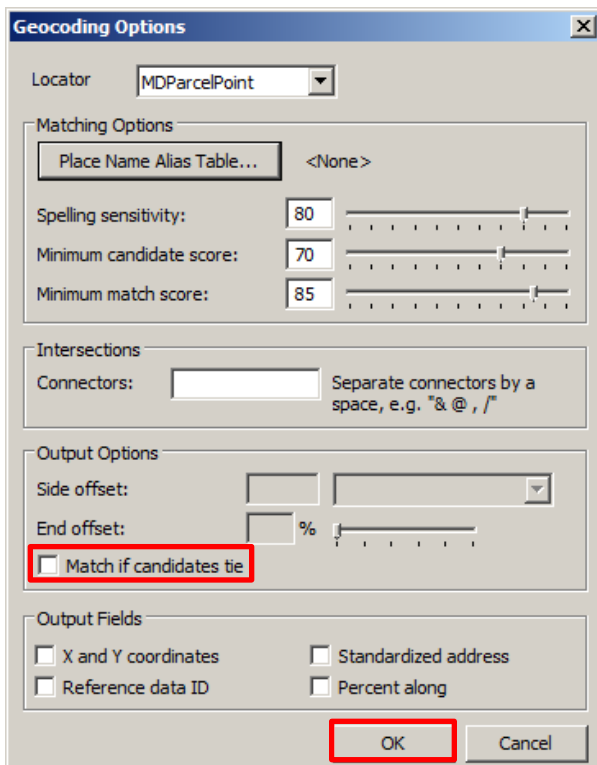 Geocoding Options
Locator MDParcelPoint
Matching Options
Place Name Alias Table... <None>
Spelling sensitivity: 80
Minimum candidate score: 70
Minimum match score: 85
Intersections
Connectors: Separate connectors by a
space, e.g. "& @ , /"
Output Options
Side offset:
End offset: %
Match if candidates tie
Output Fields
X and Y coordinates Standardized address
Reference data ID Percent along
OK Cancel